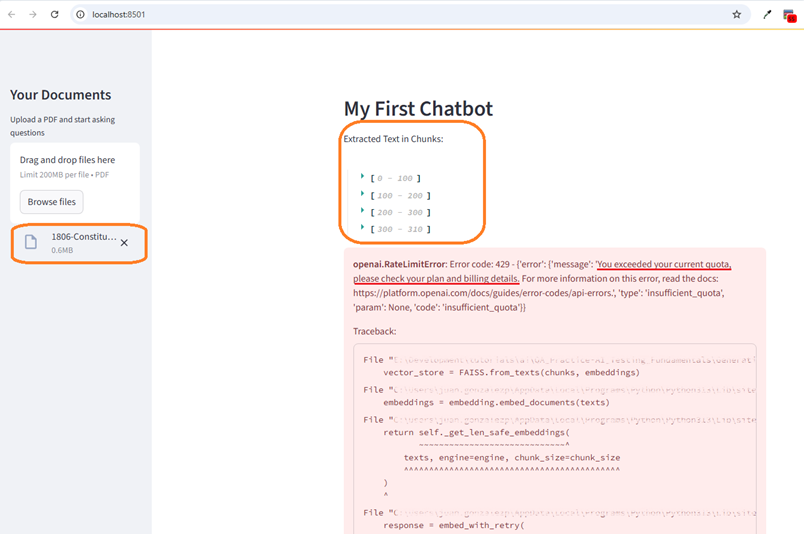 localhost:8501
Your Documents
Upload a PDF and start asking
questions
Drag and drop files here
Limit 200MB per file • PDF
Browse files
1806-Constitu...
0.6MB
My First Chatbot
Extracted Text in Chunks:
[ 0 - 100 ]
[ 100 - 200 ]
[ 200 - 300 ]
[ 300 - 310 ]
openai.RateLimitError: Error code: 429 - {'error': {'message': 'You exceeded your current quota,
please check your plan and billing details. For more information on this error, read the docs:
https://platform.openai.com/docs/guides/error-codes/api-errors.', 'type': 'insufficient_quota',
'param': None, 'code': 'insufficient_quota'}}
Traceback:
File "
vector_store = FAISS.from_texts(chunks, embeddings)
File "
embeddings = embedding.embed_documents(texts)
File "
return self._get_len_safe_embeddings(
~~~~~~~~~~~~~~~~~~~~~~~~~~~~~^
texts, engine=engine, chunk_size=chunk_size
^^^^^^^^^^^^^^^^^^^^^^^^^^^^^^^^^^^^^^^^^^^
)
^
File "
response = embed_with_retry(